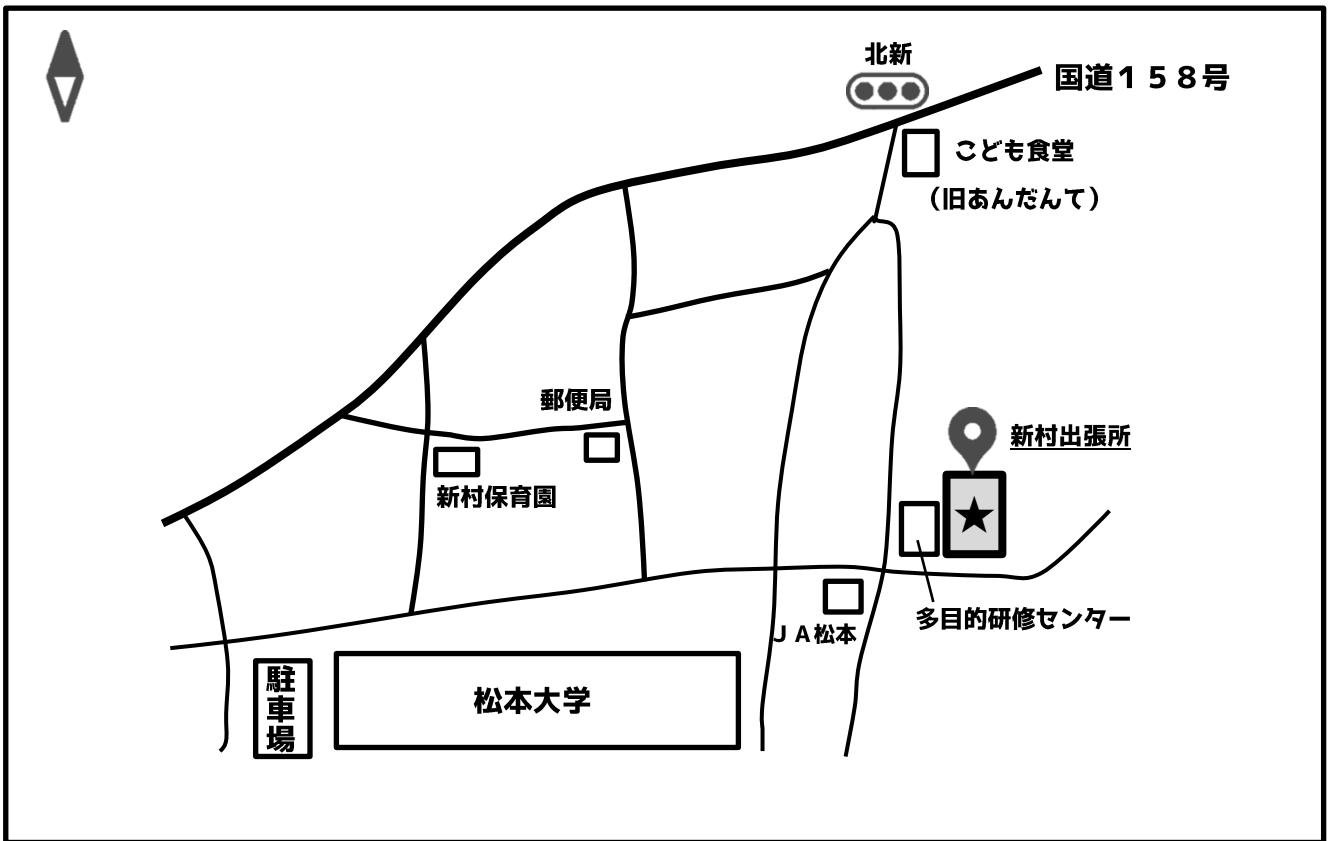 北新
国道１５８号
こども食堂
（旧あんだんて）
郵便局
新村出張所
新村保育園
多目的研修センター
ＪＡ松本
駐車場
松本大学